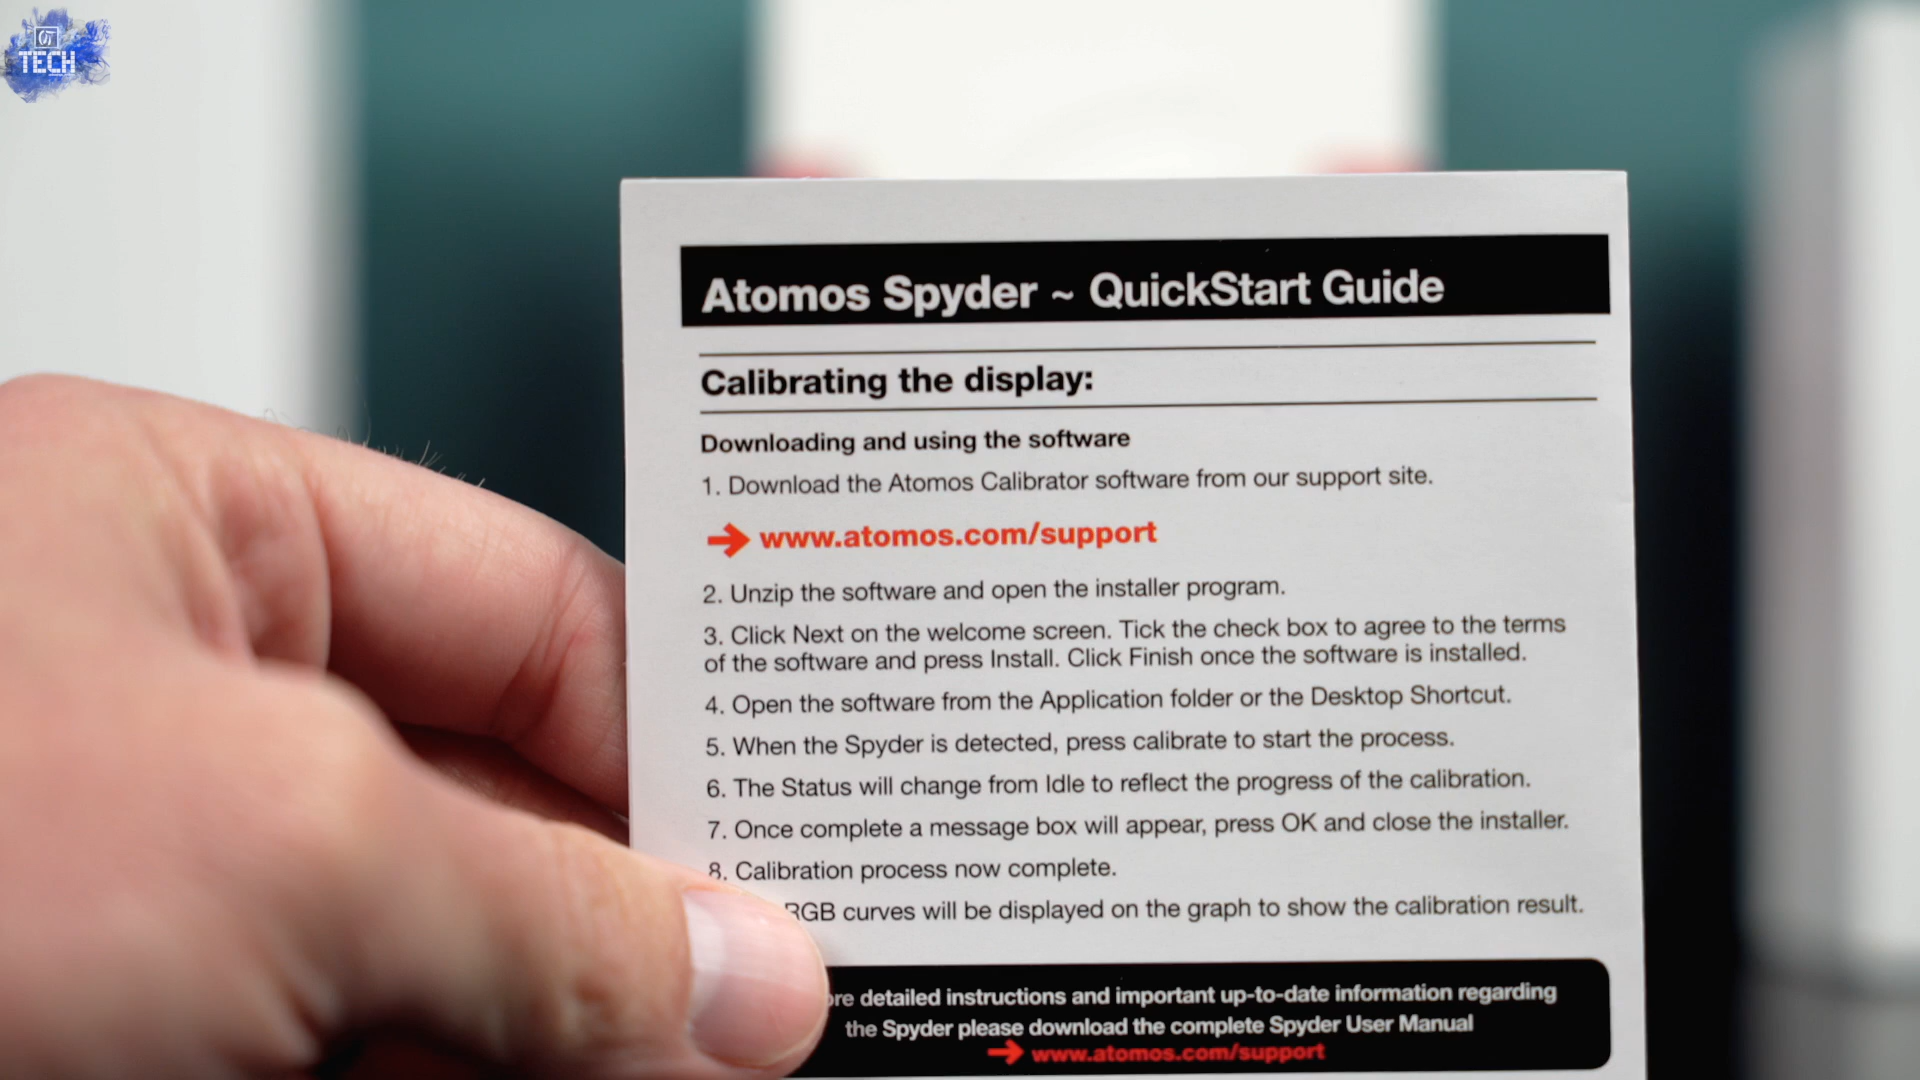 TECH
Atomos Spyder ~ QuickStart Guide
Calibrating the display:
Downloading and using the software
1. Download the Atomos Calibrator software from our support site.
www.atomos.com/support
2. Unzip the software and open the installer program.
3. Click Next on the welcome screen. Tick the check box to agree to the terms
of the software and press Install. Click Finish once the software is installed.
4. Open the software from the Application folder or the Desktop Shortcut.
5. When the Spyder is detected, press calibrate to start the process.
6. The Status will change from Idle to reflect the progress of the calibration.
7. Once complete a message box will appear, press OK and close the installer.
8. Calibration process now complete.
RGB curves will be displayed on the graph to show the calibration result.
detailed instructions and important up-to-date information regarding
the Spyder please download the complete Spyder User Manual
www.atomos.com/support